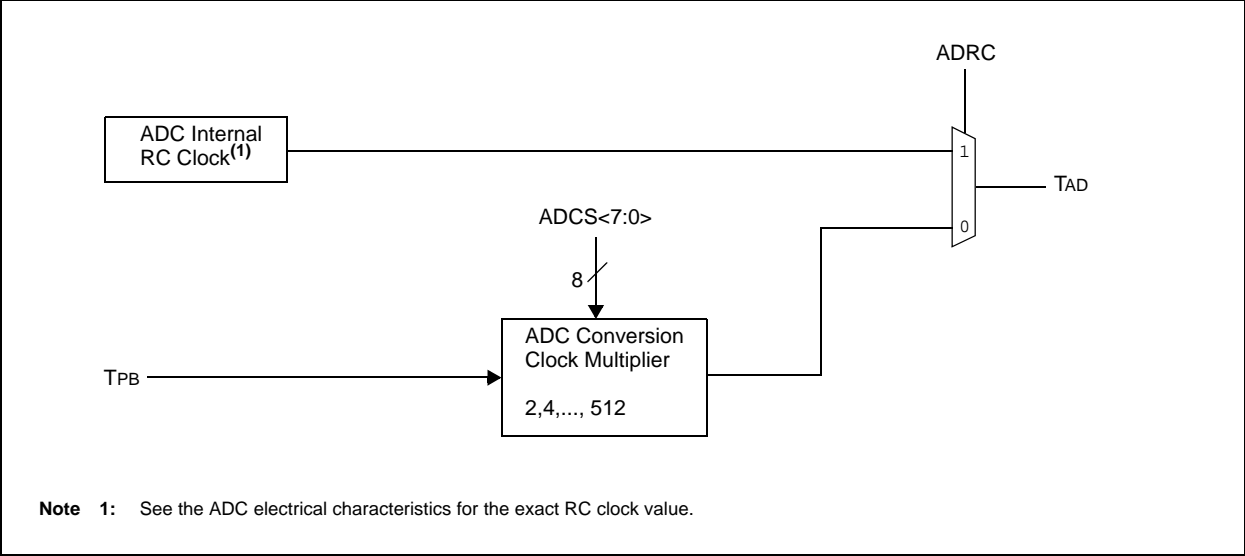 ADRC
ADC Internal
RC Clock(1)
1
TAD
ADCS<7:0>
0
8
ADC Conversion
Clock Multiplier
TPB
2,4,..., 512
Note 1: See the ADC electrical characteristics for the exact RC clock value.